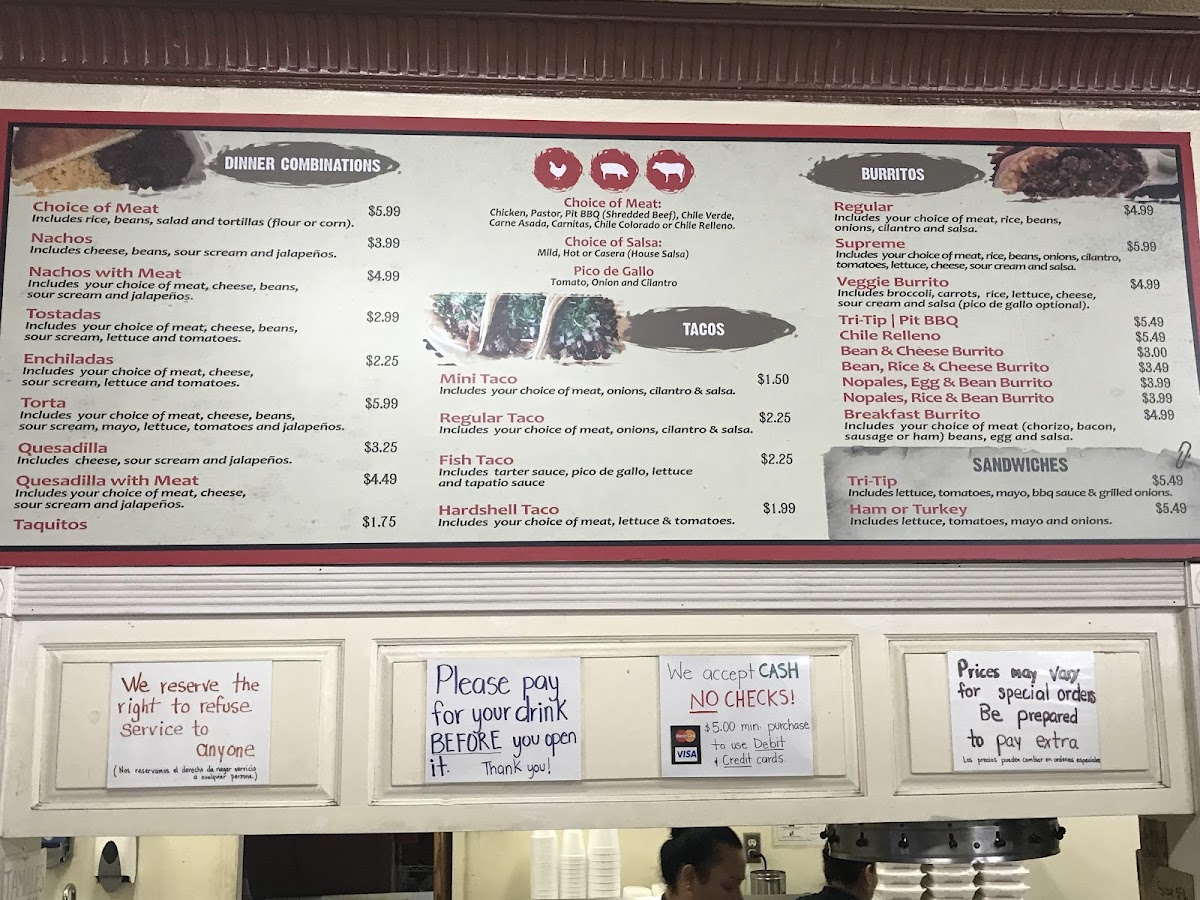 DINNER COMBINATIONS
Choice of Meat $5.99
Includes rice, beans, salad and tortillas (flour or corn).
Nachos $3.99
Includes cheese, beans, sour scream and jalapeños.
Nachos with Meat $4.99
Includes your choice of meat, cheese, beans,
sour scream and jalapeños.
Tostadas $2.99
Includes your choice of meat, cheese, beans,
sour scream, lettuce and tomatoes.
Enchiladas $2.25
Includes your choice of meat, cheese,
sour scream, lettuce and tomatoes.
Torta $5.99
Includes your choice of meat, cheese, beans,
sour scream, mayo, lettuce, tomatoes and jalapeños.
Quesadilla $3.25
Includes cheese, sour scream and jalapeños.
Quesadilla with Meat $4.49
Includes your choice of meat, cheese,
sour scream and jalapeños.
Taquitos $1.75
Choice of Meat:
Chicken, Pastor, Pit BBQ (Shredded Beef), Chile Verde,
Carne Asada, Carnitas, Chile Colorado or Chile Relleno.
Choice of Salsa:
Mild, Hot or Casera (House Salsa)
Pico de Gallo
Tomato, Onion and Cilantro
TACOS
Mini Taco $1.50
Includes your choice of meat, onions, cilantro & salsa.
Regular Taco $2.25
Includes your choice of meat, onions, cilantro & salsa.
Fish Taco $2.25
Includes tarter sauce, pico de gallo, lettuce
and tapatio sauce
Hardshell Taco $1.99
Includes your choice of meat, lettuce & tomatoes.
BURRITOS
Regular $4.99
Includes your choice of meat, rice, beans,
onions, cilantro and salsa.
Supreme $5.99
Includes your choice of meat, rice, beans, onions, cilantro,
tomatoes, lettuce, cheese, sour cream and salsa.
Veggie Burrito $4.99
Includes broccoli, carrots, rice, lettuce, cheese,
sour cream and salsa (pico de gallo optional).
Tri-Tip | Pit BBQ $5.49
Chile Relleno $5.49
Bean & Cheese Burrito $3.00
Bean, Rice & Cheese Burrito $3.49
Nopales, Egg & Bean Burrito $3.99
Nopales, Rice & Bean Burrito $3.99
Breakfast Burrito $4.99
Includes your choice of meat (chorizo, bacon,
sausage or ham) beans, egg and salsa.
SANDWICHES
Tri-Tip $5.49
Includes lettuce, tomatoes, mayo, bbq sauce & grilled onions.
Ham or Turkey $5.49
Includes lettuce, tomatoes, mayo and onions.
We reserve the
right to refuse
service to
anyone
(Nos reservamos el derecho de negar servicio
a cualquier persona.)
Please pay
for your drink
BEFORE you open
it. Thank you!
We accept CASH
NO CHECKS!
$5.00 min. purchase
to use Debit
& Credit cards.
MasterCard
VISA
Prices may vary
for special orders
Be prepared
to pay extra
Los precios pueden cambiar en ordenes especiales
TAMALES